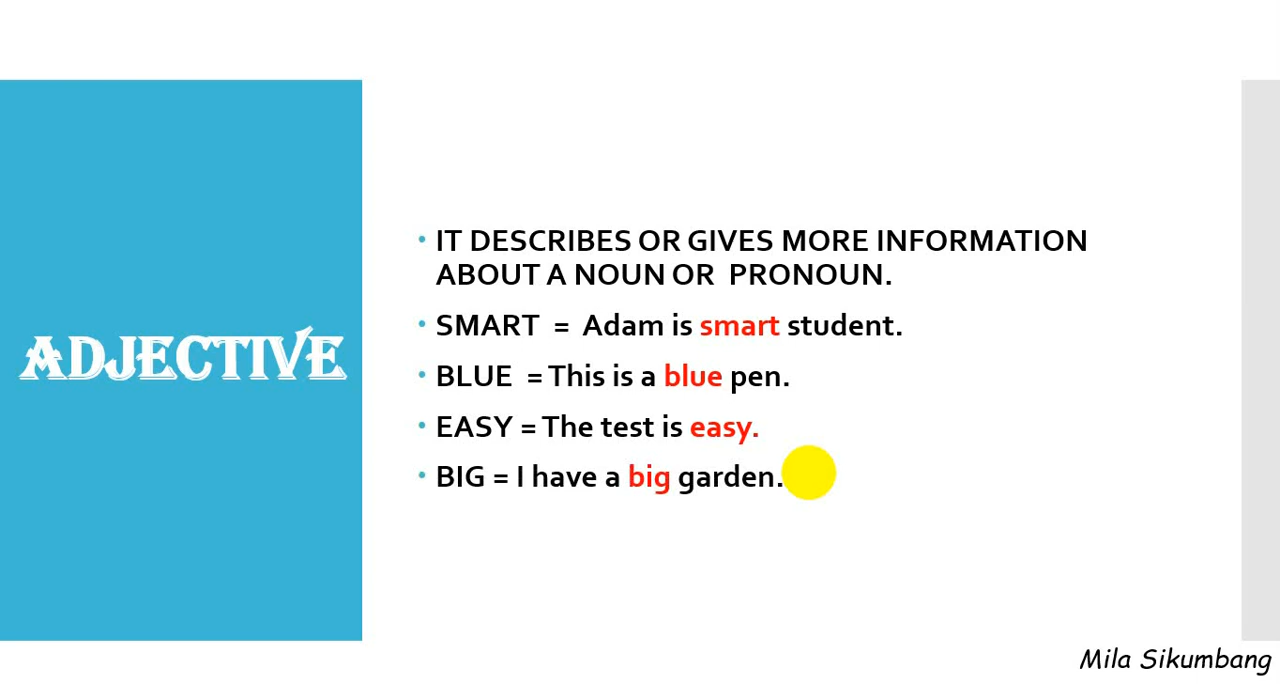 ADJECTIVE
• IT DESCRIBES OR GIVES MORE INFORMATION
ABOUT A NOUN OR PRONOUN.
• SMART = Adam is smart student.
• BLUE = This is a blue pen.
• EASY = The test is easy.
• BIG = I have a big garden.
Mila Sikumbang